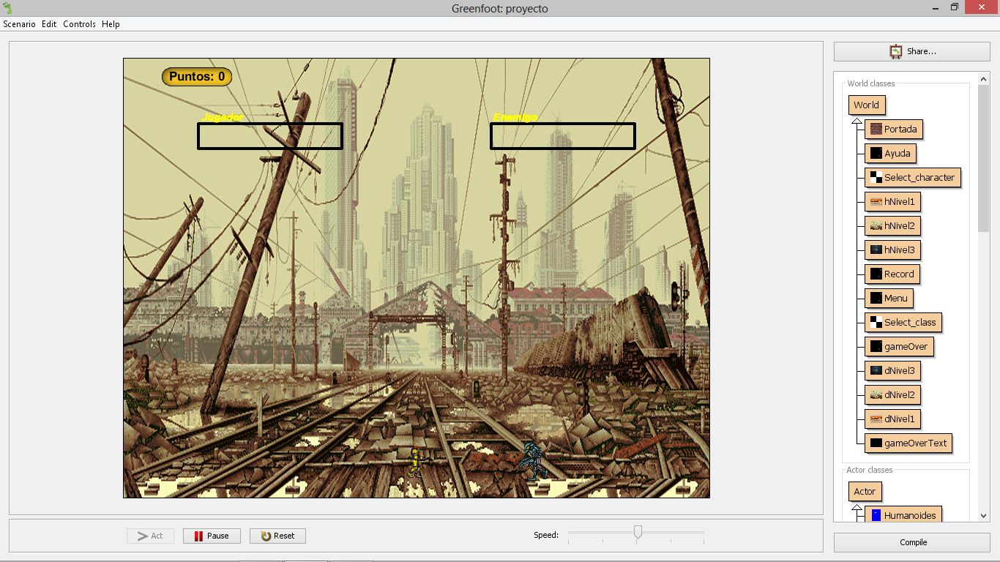 Greenfoot: proyecto
Scenario Edit Controls Help
Share...
Puntos: 0
Jugador
Enemigo
World classes
World
Portada
Ayuda
Select_character
hNivel1
hNivel2
hNivel3
Record
Menu
Select_class
gameOver
dNivel3
dNivel2
dNivel1
gameOverText
Actor classes
Actor
Humanoides
Act
Pause
Reset
Speed:
Compile